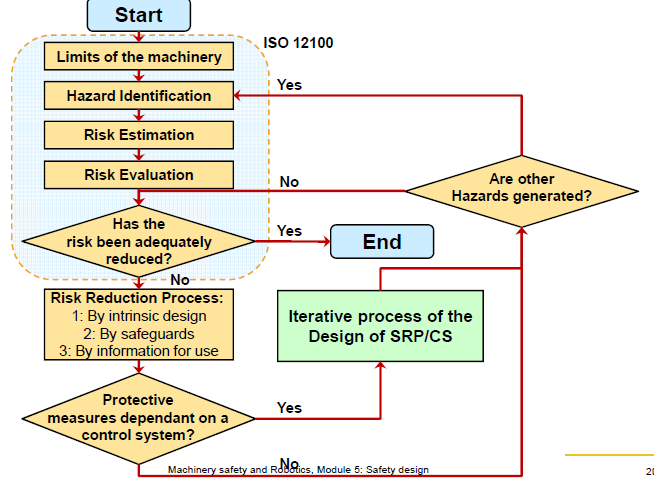 Start
ISO 12100
Limits of the machinery
Yes
Hazard Identification
Risk Estimation
Risk Evaluation
No
Are other
Hazards generated?
Has the
risk been adequately
reduced?
Yes
End
No
Risk Reduction Process:
1: By intrinsic design
2: By safeguards
3: By information for use
Iterative process of the
Design of SRP/CS
Protective
measures dependant on a
control system?
Yes
No
Machinery safety and Robotics, Module 5: Safety design
20